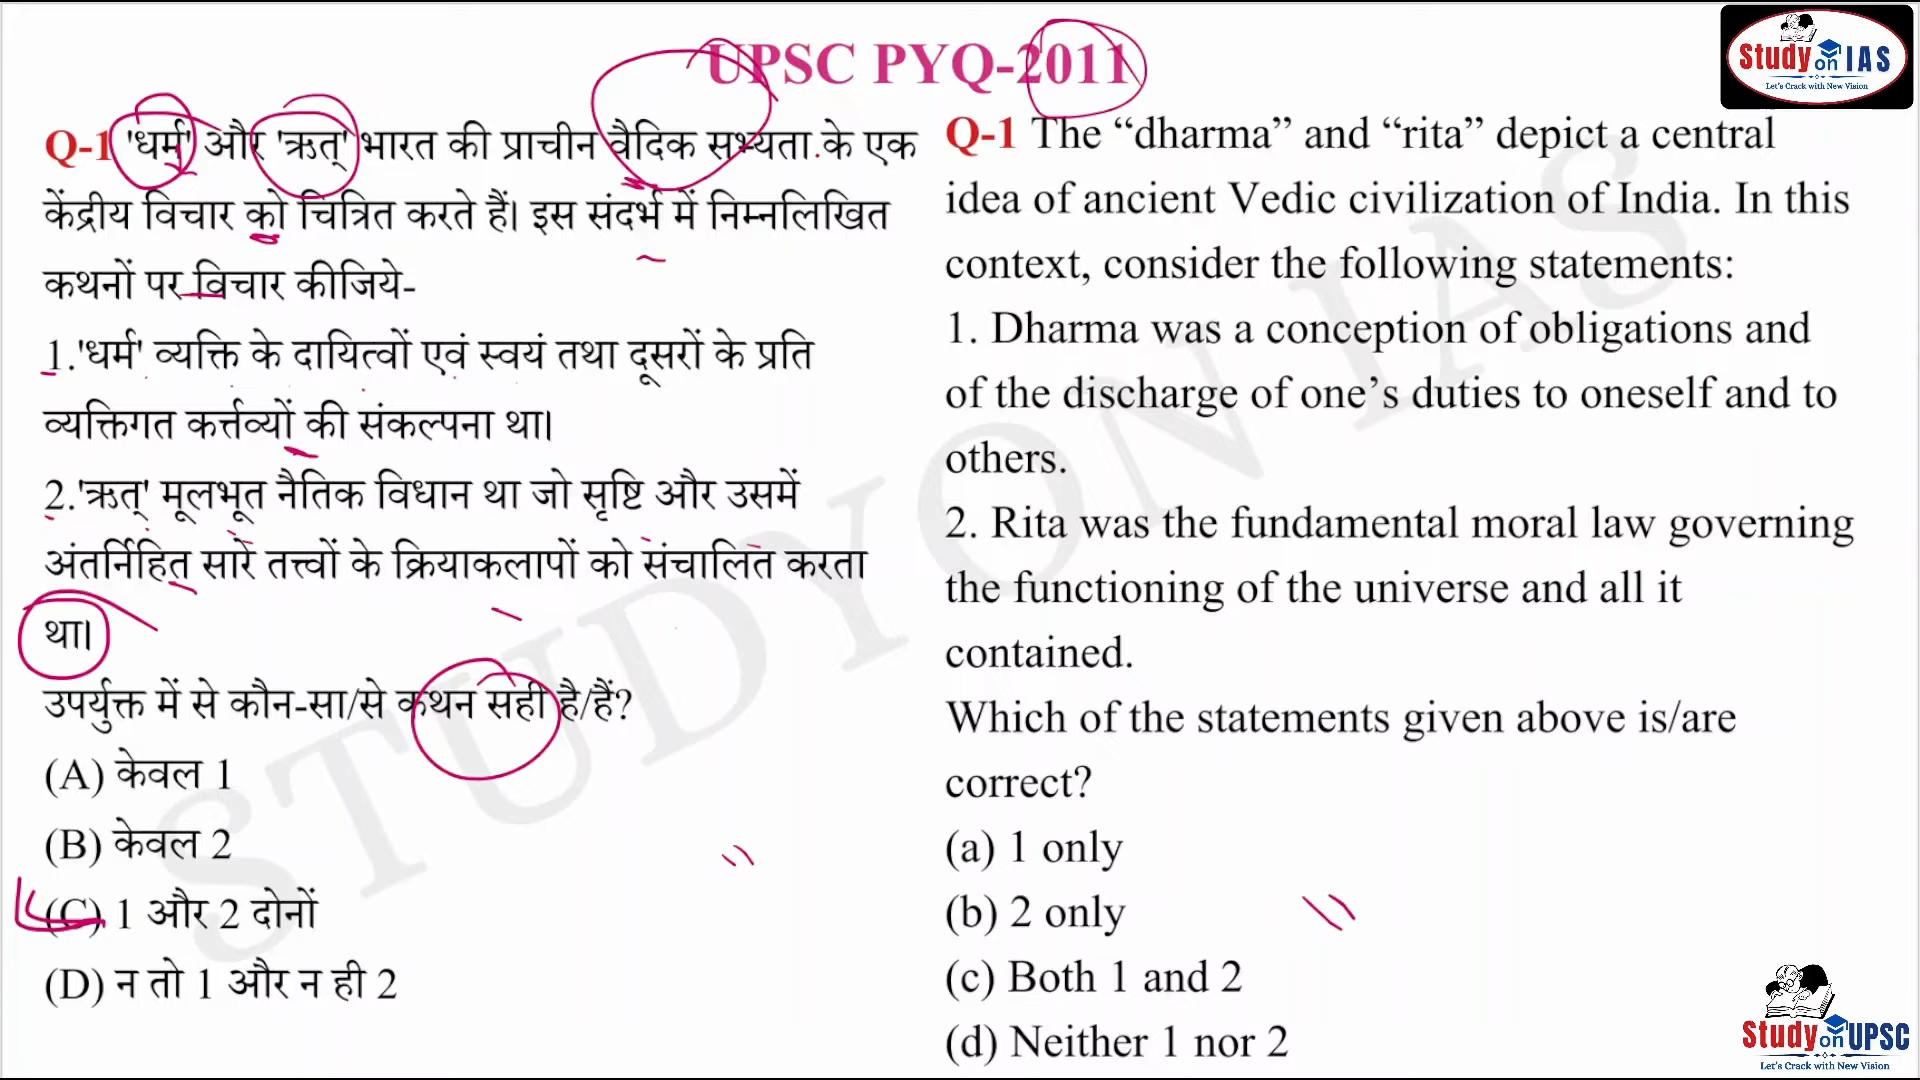 UPSC PYQ-2011
Study on IAS
Let's Crack with New Vision
Q-1 'धर्म' और 'ऋत्' भारत की प्राचीन वैदिक सभ्यता के एक
केंद्रीय विचार को चित्रित करते हैं। इस संदर्भ में निम्नलिखित
कथनों पर विचार कीजिये-
1.'धर्म' व्यक्ति के दायित्वों एवं स्वयं तथा दूसरों के प्रति
व्यक्तिगत कर्त्तव्यों की संकल्पना था।
2.'ऋत्' मूलभूत नैतिक विधान था जो सृष्टि और उसमें
अंतर्निहित सारे तत्त्वों के क्रियाकलापों को संचालित करता
था।
उपर्युक्त में से कौन-सा/से कथन सही है/हैं?
(A) केवल 1
(B) केवल 2
(C) 1 और 2 दोनों
(D) न तो 1 और न ही 2
Q-1 The “dharma” and “rita” depict a central
idea of ancient Vedic civilization of India. In this
context, consider the following statements:
1. Dharma was a conception of obligations and
of the discharge of one’s duties to oneself and to
others.
2. Rita was the fundamental moral law governing
the functioning of the universe and all it
contained.
Which of the statements given above is/are
correct?
(a) 1 only
(b) 2 only
(c) Both 1 and 2
(d) Neither 1 nor 2
STUDY ON IAS
Study on UPSC
Let's Crack with New Vision